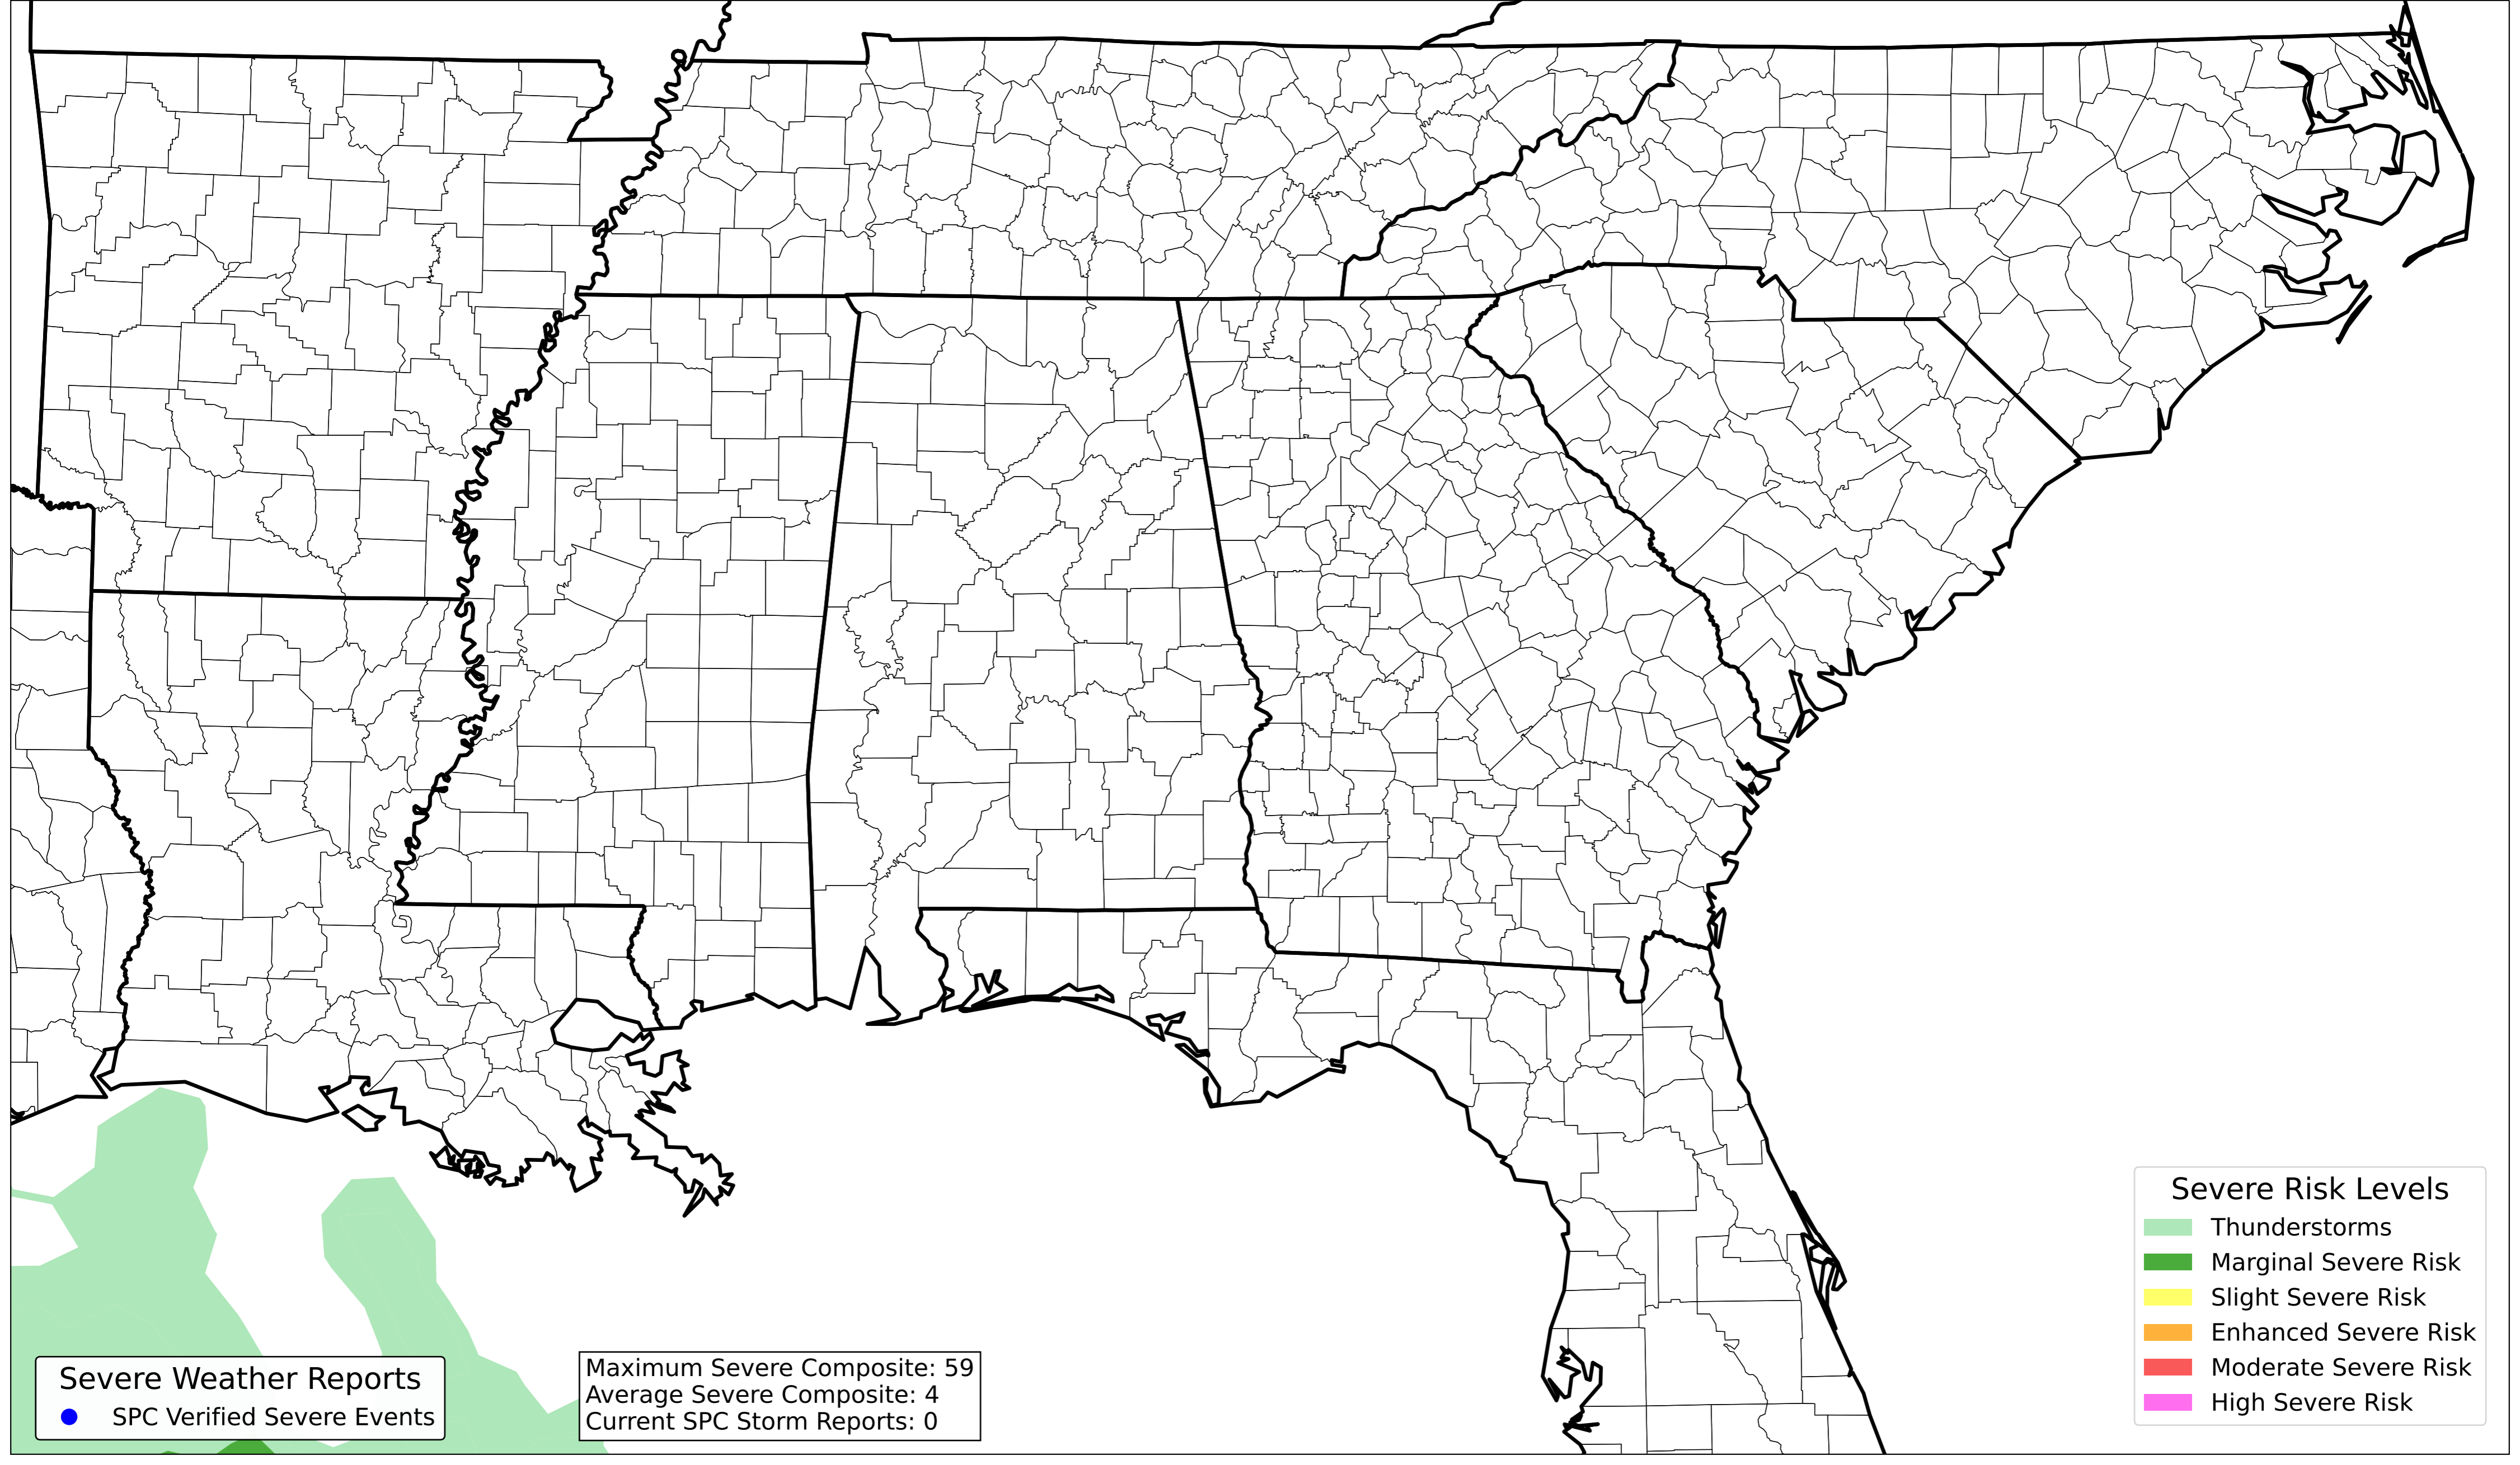 Severe Weather Reports
SPC Verified Severe Events
Maximum Severe Composite: 59
Average Severe Composite: 4
Current SPC Storm Reports: 0
Severe Risk Levels
Thunderstorms
Marginal Severe Risk
Slight Severe Risk
Enhanced Severe Risk
Moderate Severe Risk
High Severe Risk